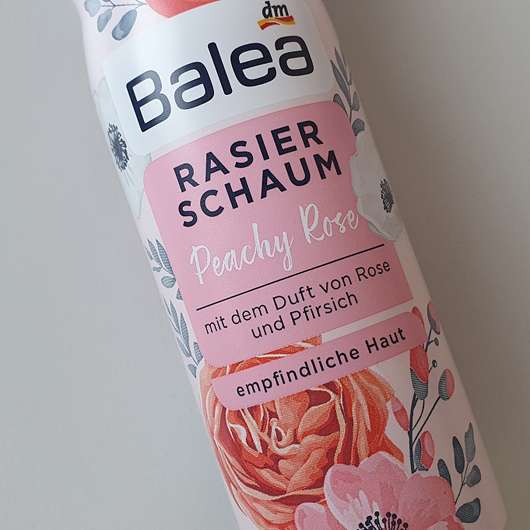 dm
Balea
RASIER
SCHAUM
Peachy Rose
mit dem Duft von Rose
und Pfirsich
empfindliche Haut